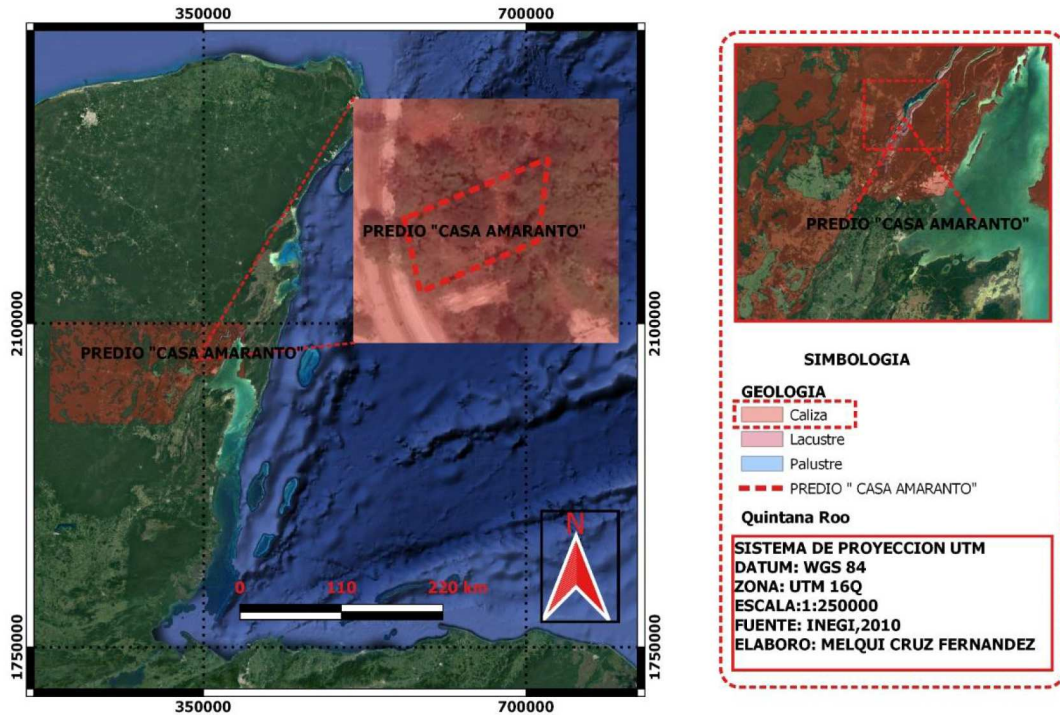 350000
700000
2100000
1750000
PREDIO "CASA AMARANTO"
PREDIO "CASA AMARANTO"
0
110
220 km
N
2100000
1750000
350000
700000
PREDIO "CASA AMARANTO"
SIMBOLOGIA
GEOLOGIA
Caliza
Lacustre
Palustre
PREDIO " CASA AMARANTO"
Quintana Roo
SISTEMA DE PROYECCION UTM
DATUM: WGS 84
ZONA: UTM 16Q
ESCALA:1:250000
FUENTE: INEGI,2010
ELABORO: MELQUI CRUZ FERNANDEZ